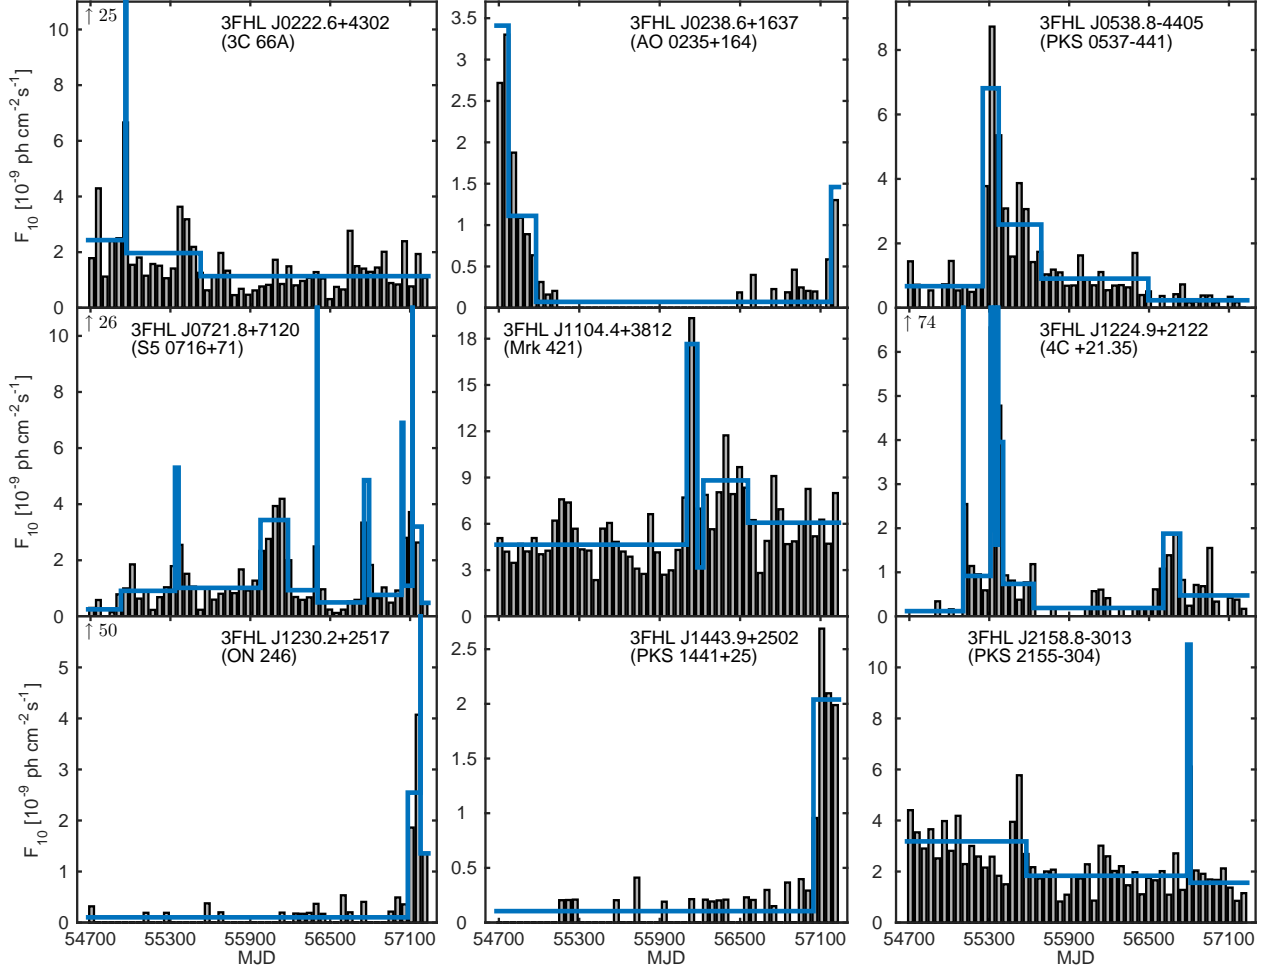 ↑ 25
3FHL J0222.6+4302
(3C 66A)
10
8
6
4
2
0
F10 [10-9 ph cm-2s-1]
3FHL J0238.6+1637
(AO 0235+164)
3.5
3
2.5
2
1.5
1
0.5
0
3FHL J0538.8-4405
(PKS 0537-441)
8
6
4
2
0
↑ 26
3FHL J0721.8+7120
(S5 0716+71)
10
8
6
4
2
0
F10 [10-9 ph cm-2s-1]
3FHL J1104.4+3812
(Mrk 421)
18
15
12
9
6
3
0
↑ 74
3FHL J1224.9+2122
(4C +21.35)
6
5
4
3
2
1
0
↑ 50
3FHL J1230.2+2517
(ON 246)
5
4
3
2
1
0
F10 [10-9 ph cm-2s-1]
54700 55300 55900 56500 57100
MJD
3FHL J1443.9+2502
(PKS 1441+25)
2.5
2
1.5
1
0.5
0
54700 55300 55900 56500 57100
MJD
3FHL J2158.8-3013
(PKS 2155-304)
10
8
6
4
2
0
54700 55300 55900 56500 57100
MJD